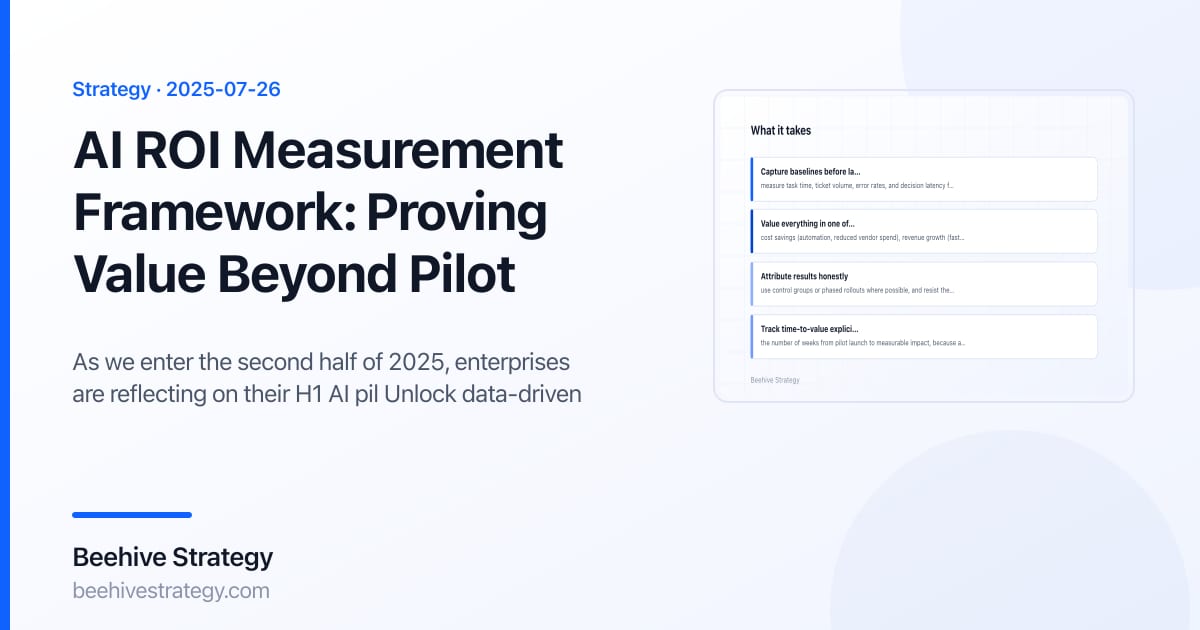 Strategy · 2025-07-26
AI ROI Measurement
Framework: Proving
Value Beyond Pilot
As we enter the second half of 2025, enterprises
are reflecting on their H1 AI pil Unlock data-driven
Beehive Strategy
beehivestrategy.com
What it takes
Capture baselines before la...
measure task time, ticket volume, error rates, and decision latency f...
Value everything in one of...
cost savings (automation, reduced vendor spend), revenue growth (fast...
Attribute results honestly
use control groups or phased rollouts where possible, and resist the...
Track time-to-value explici...
the number of weeks from pilot launch to measurable impact, because a...
Beehive Strategy